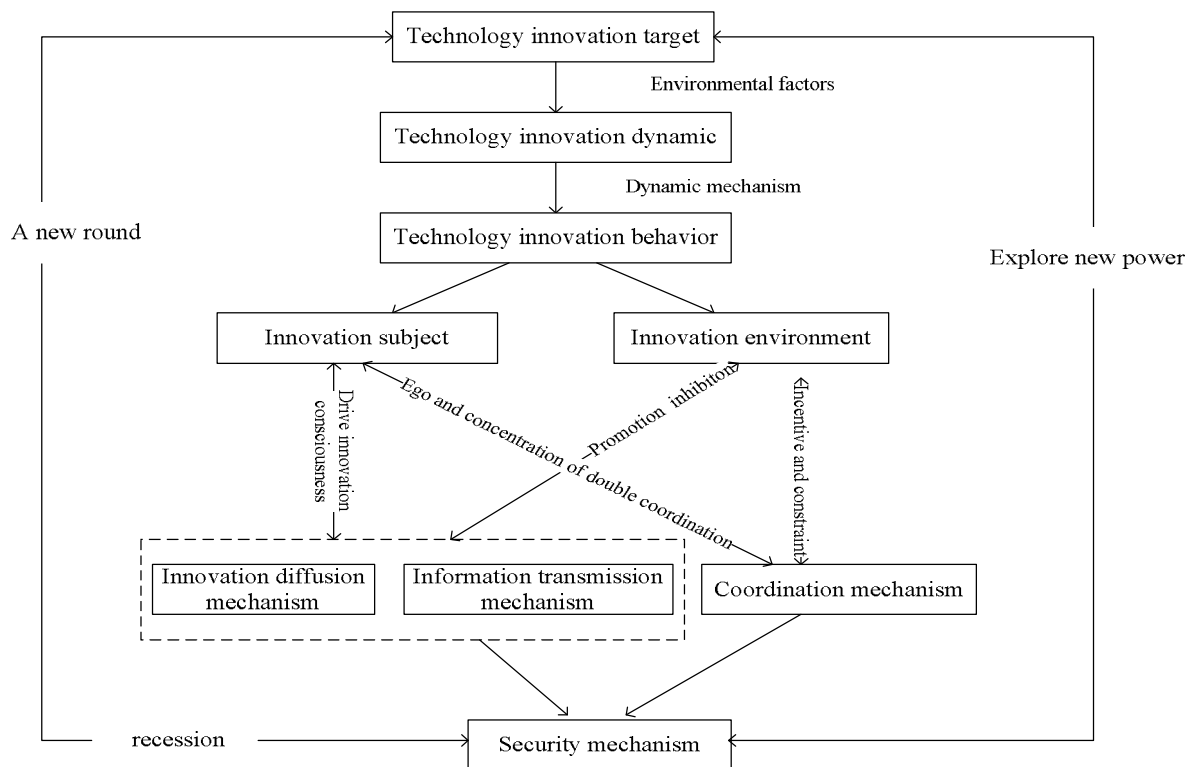 Technology innovation target
Environmental factors
Technology innovation dynamic
Dynamic mechanism
Technology innovation behavior
A new round
Explore new power
Innovation subject
Innovation environment
Drive innovation
consciousness
Ego and concentration of double coordination
Promotion inhibiton
Incentive and constraint
Innovation diffusion
mechanism
Information transmission
mechanism
Coordination mechanism
recession
Security mechanism